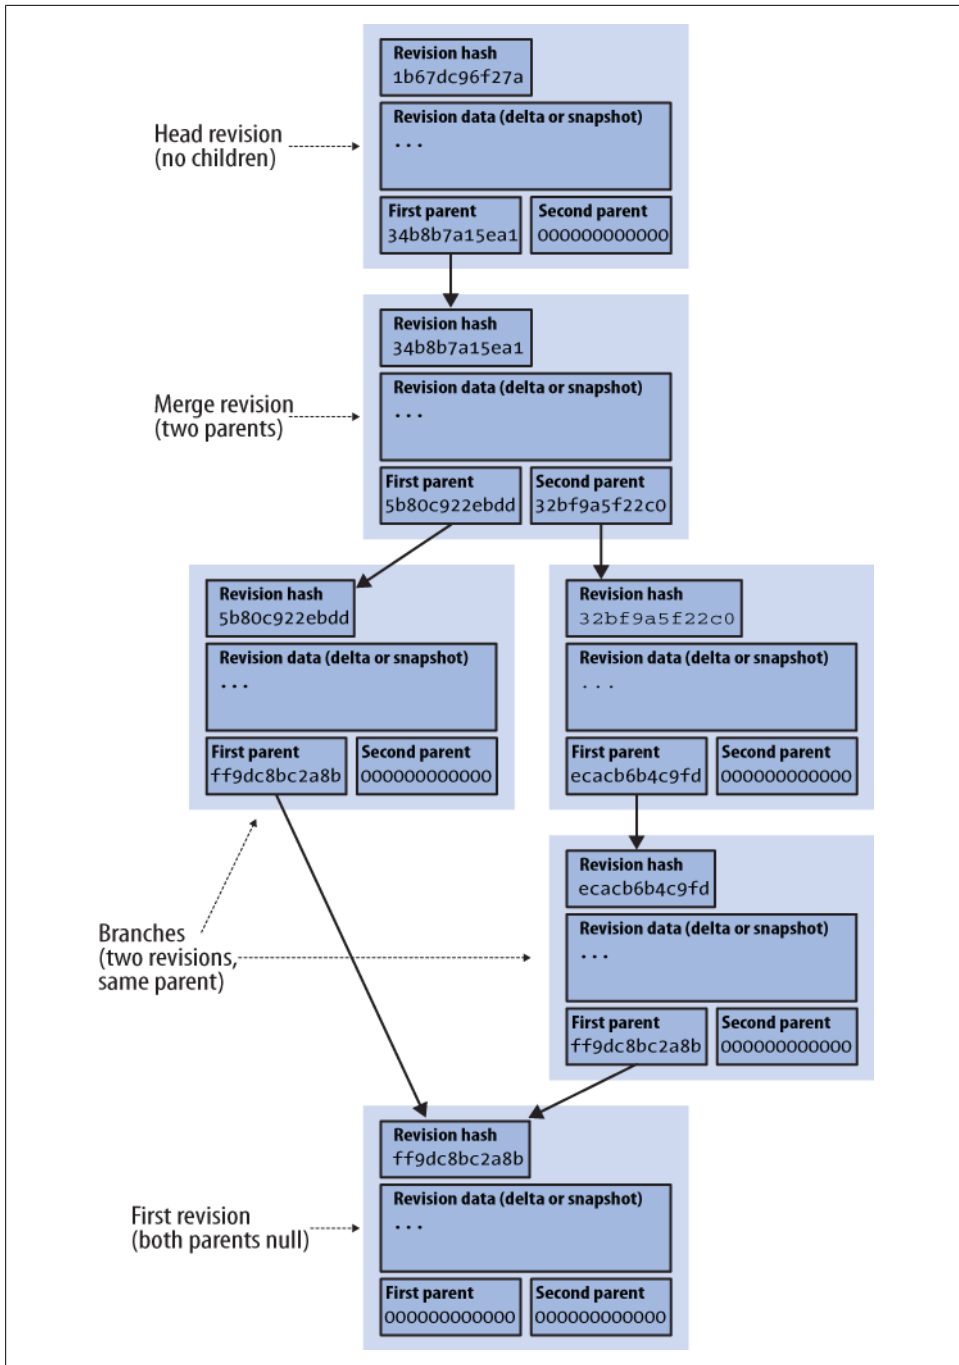 Revision hash
1b67dc96f27a
Revision data (delta or snapshot)
...
Head revision
(no children)
First parent
34b8b7a15ea1
Second parent
000000000000
Revision hash
34b8b7a15ea1
Revision data (delta or snapshot)
...
Merge revision
(two parents)
First parent
5b80c922ebdd
Second parent
32bf9a5f22c0
Revision hash
5b80c922ebdd
Revision data (delta or snapshot)
...
First parent
ff9dc8bc2a8b
Second parent
000000000000
Revision hash
32bf9a5f22c0
Revision data (delta or snapshot)
...
First parent
ecacb6b4c9fd
Second parent
000000000000
Revision hash
ecacb6b4c9fd
Revision data (delta or snapshot)
...
First parent
ff9dc8bc2a8b
Second parent
000000000000
Branches
(two revisions,
same parent)
Revision hash
ff9dc8bc2a8b
Revision data (delta or snapshot)
...
First revision
(both parents null)
First parent
000000000000
Second parent
000000000000